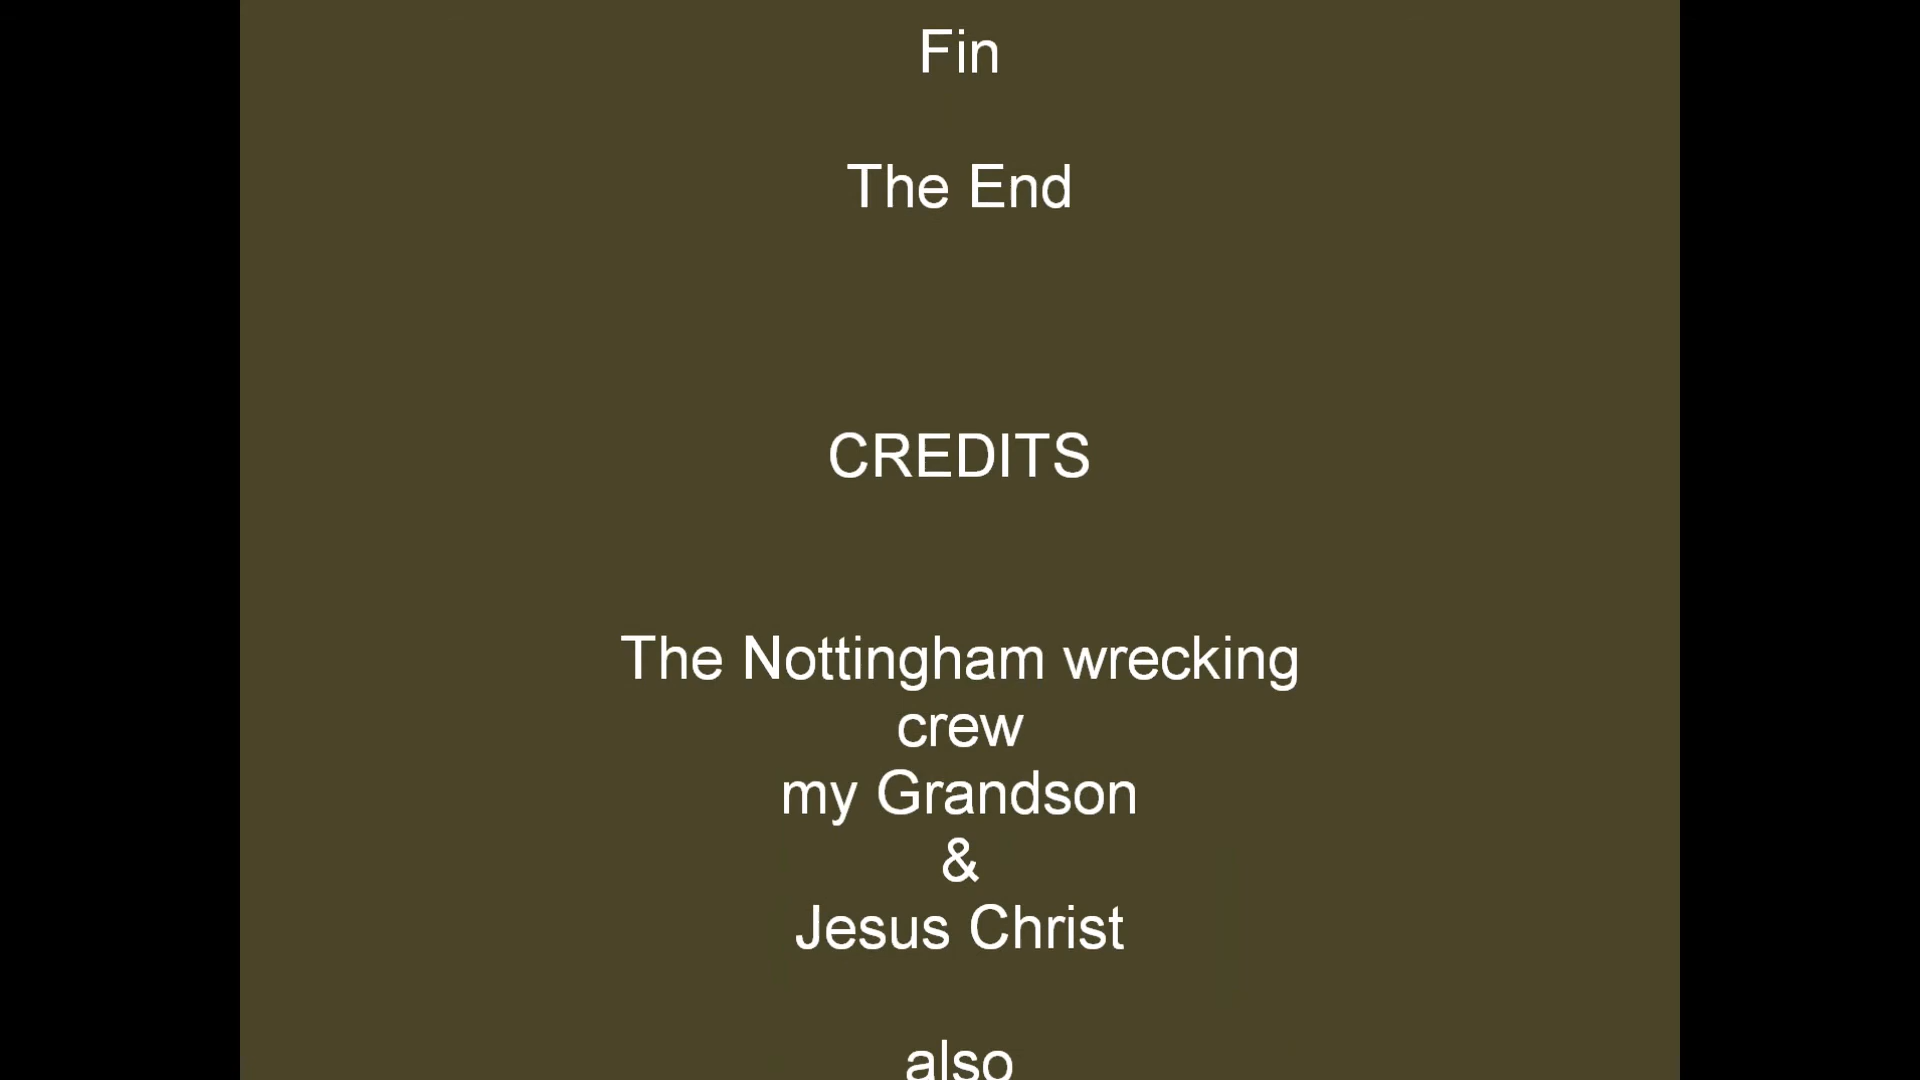 Fin
The End
CREDITS
The Nottingham wrecking
crew
my Grandson
&
Jesus Christ
also